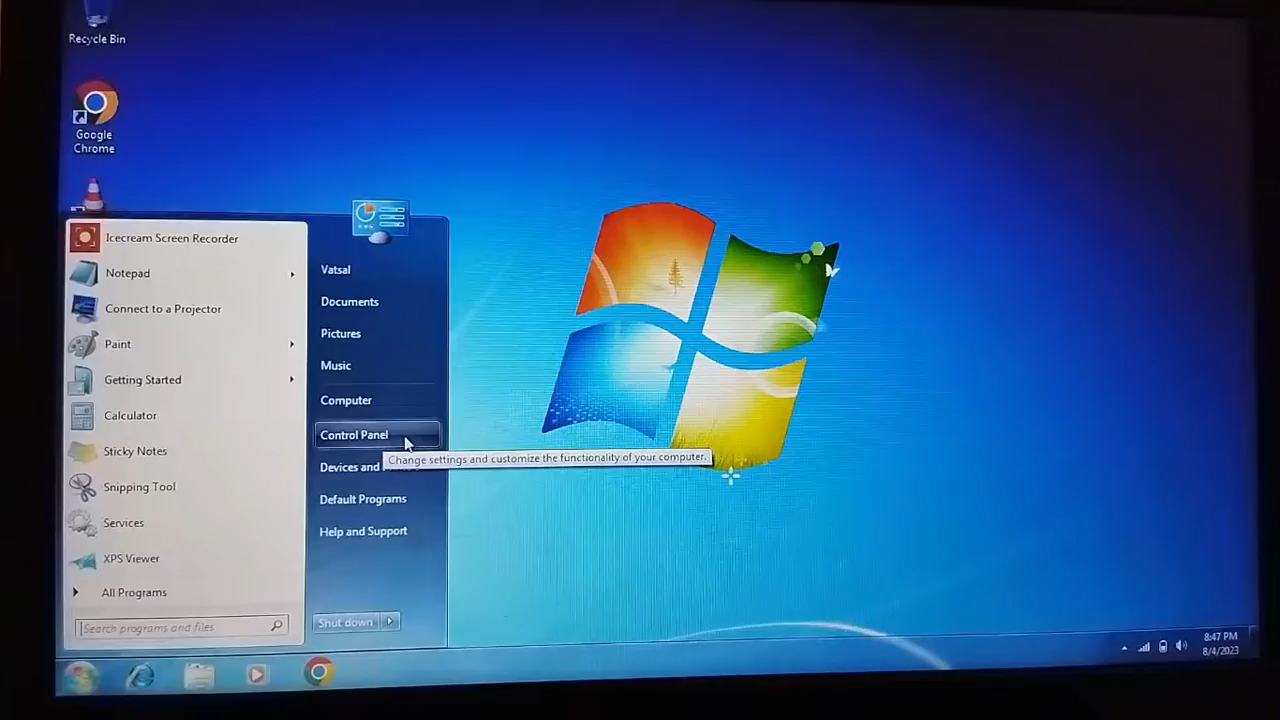 Recycle Bin
Google
Chrome
Icecream Screen Recorder
Notepad
Connect to a Projector
Paint
Getting Started
Calculator
Sticky Notes
Snipping Tool
Services
XPS Viewer
All Programs
Search programs and files
Vatsal
Documents
Pictures
Music
Computer
Control Panel
Change settings and customize the functionality of your computer.
Devices and
Default Programs
Help and Support
Shut down
8:47 PM
8/4/2023